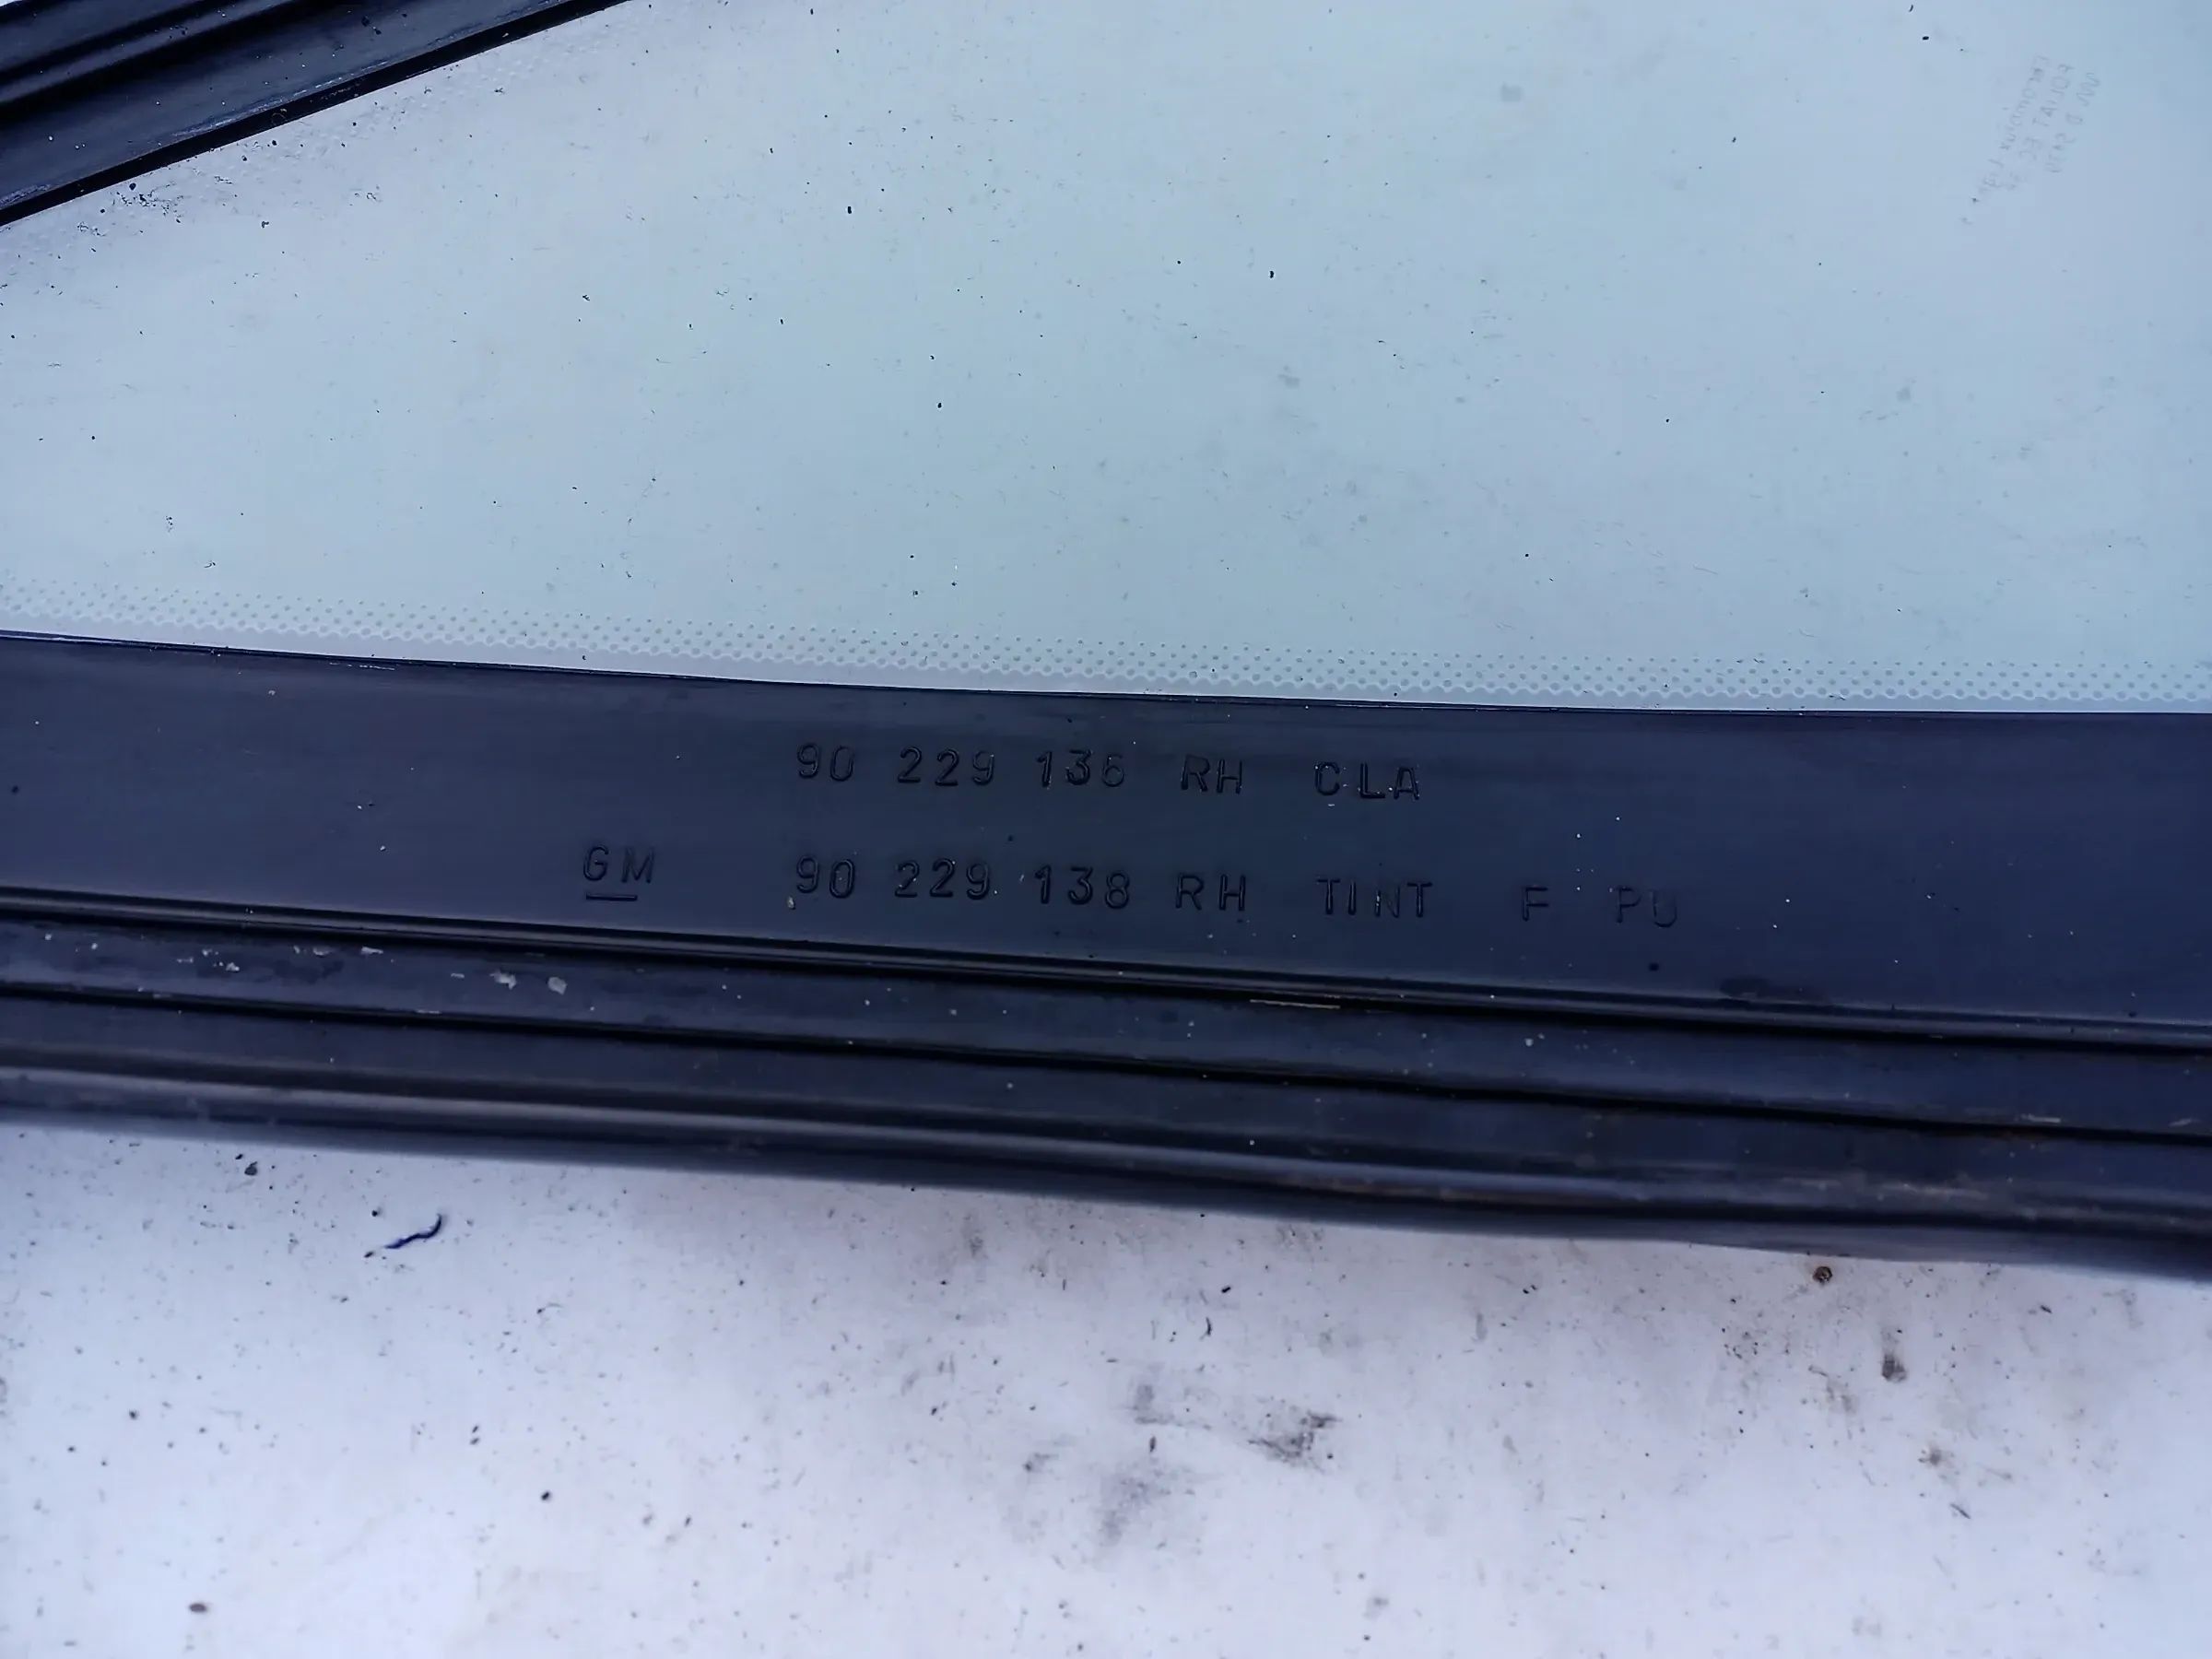 90 229 136 RH CLA
GM 90 229 138 RH TINT F PU